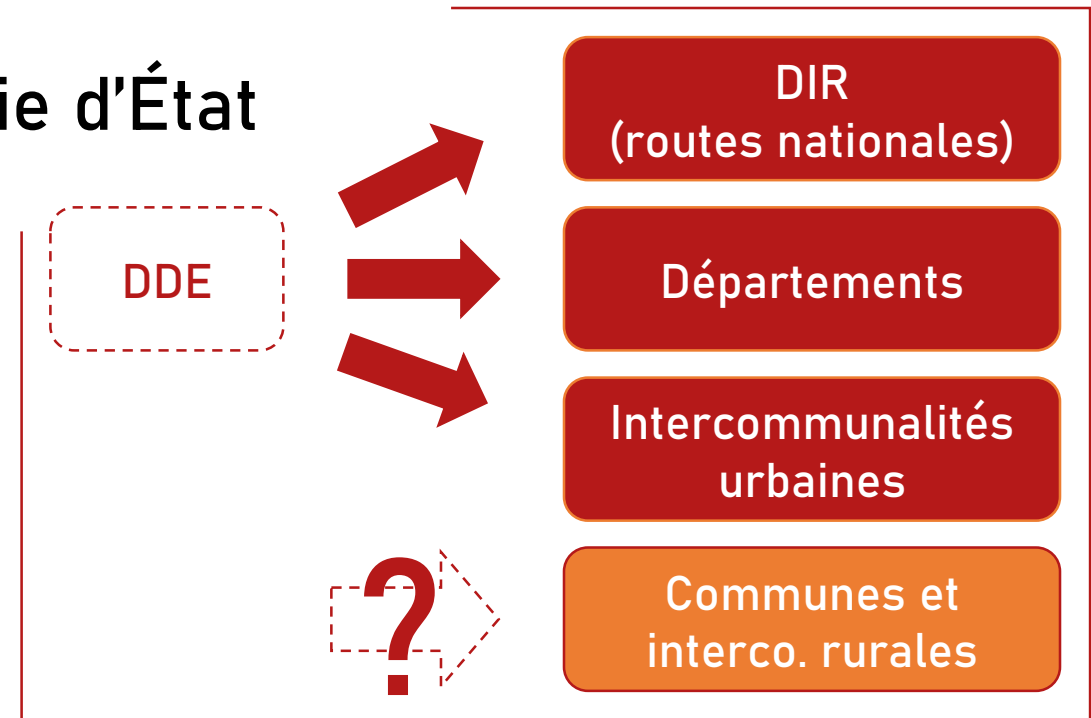 ie d'État
DIR
(routes nationales)
DDE
Départements
Intercommunalités
urbaines
?
Communes et
interco. rurales